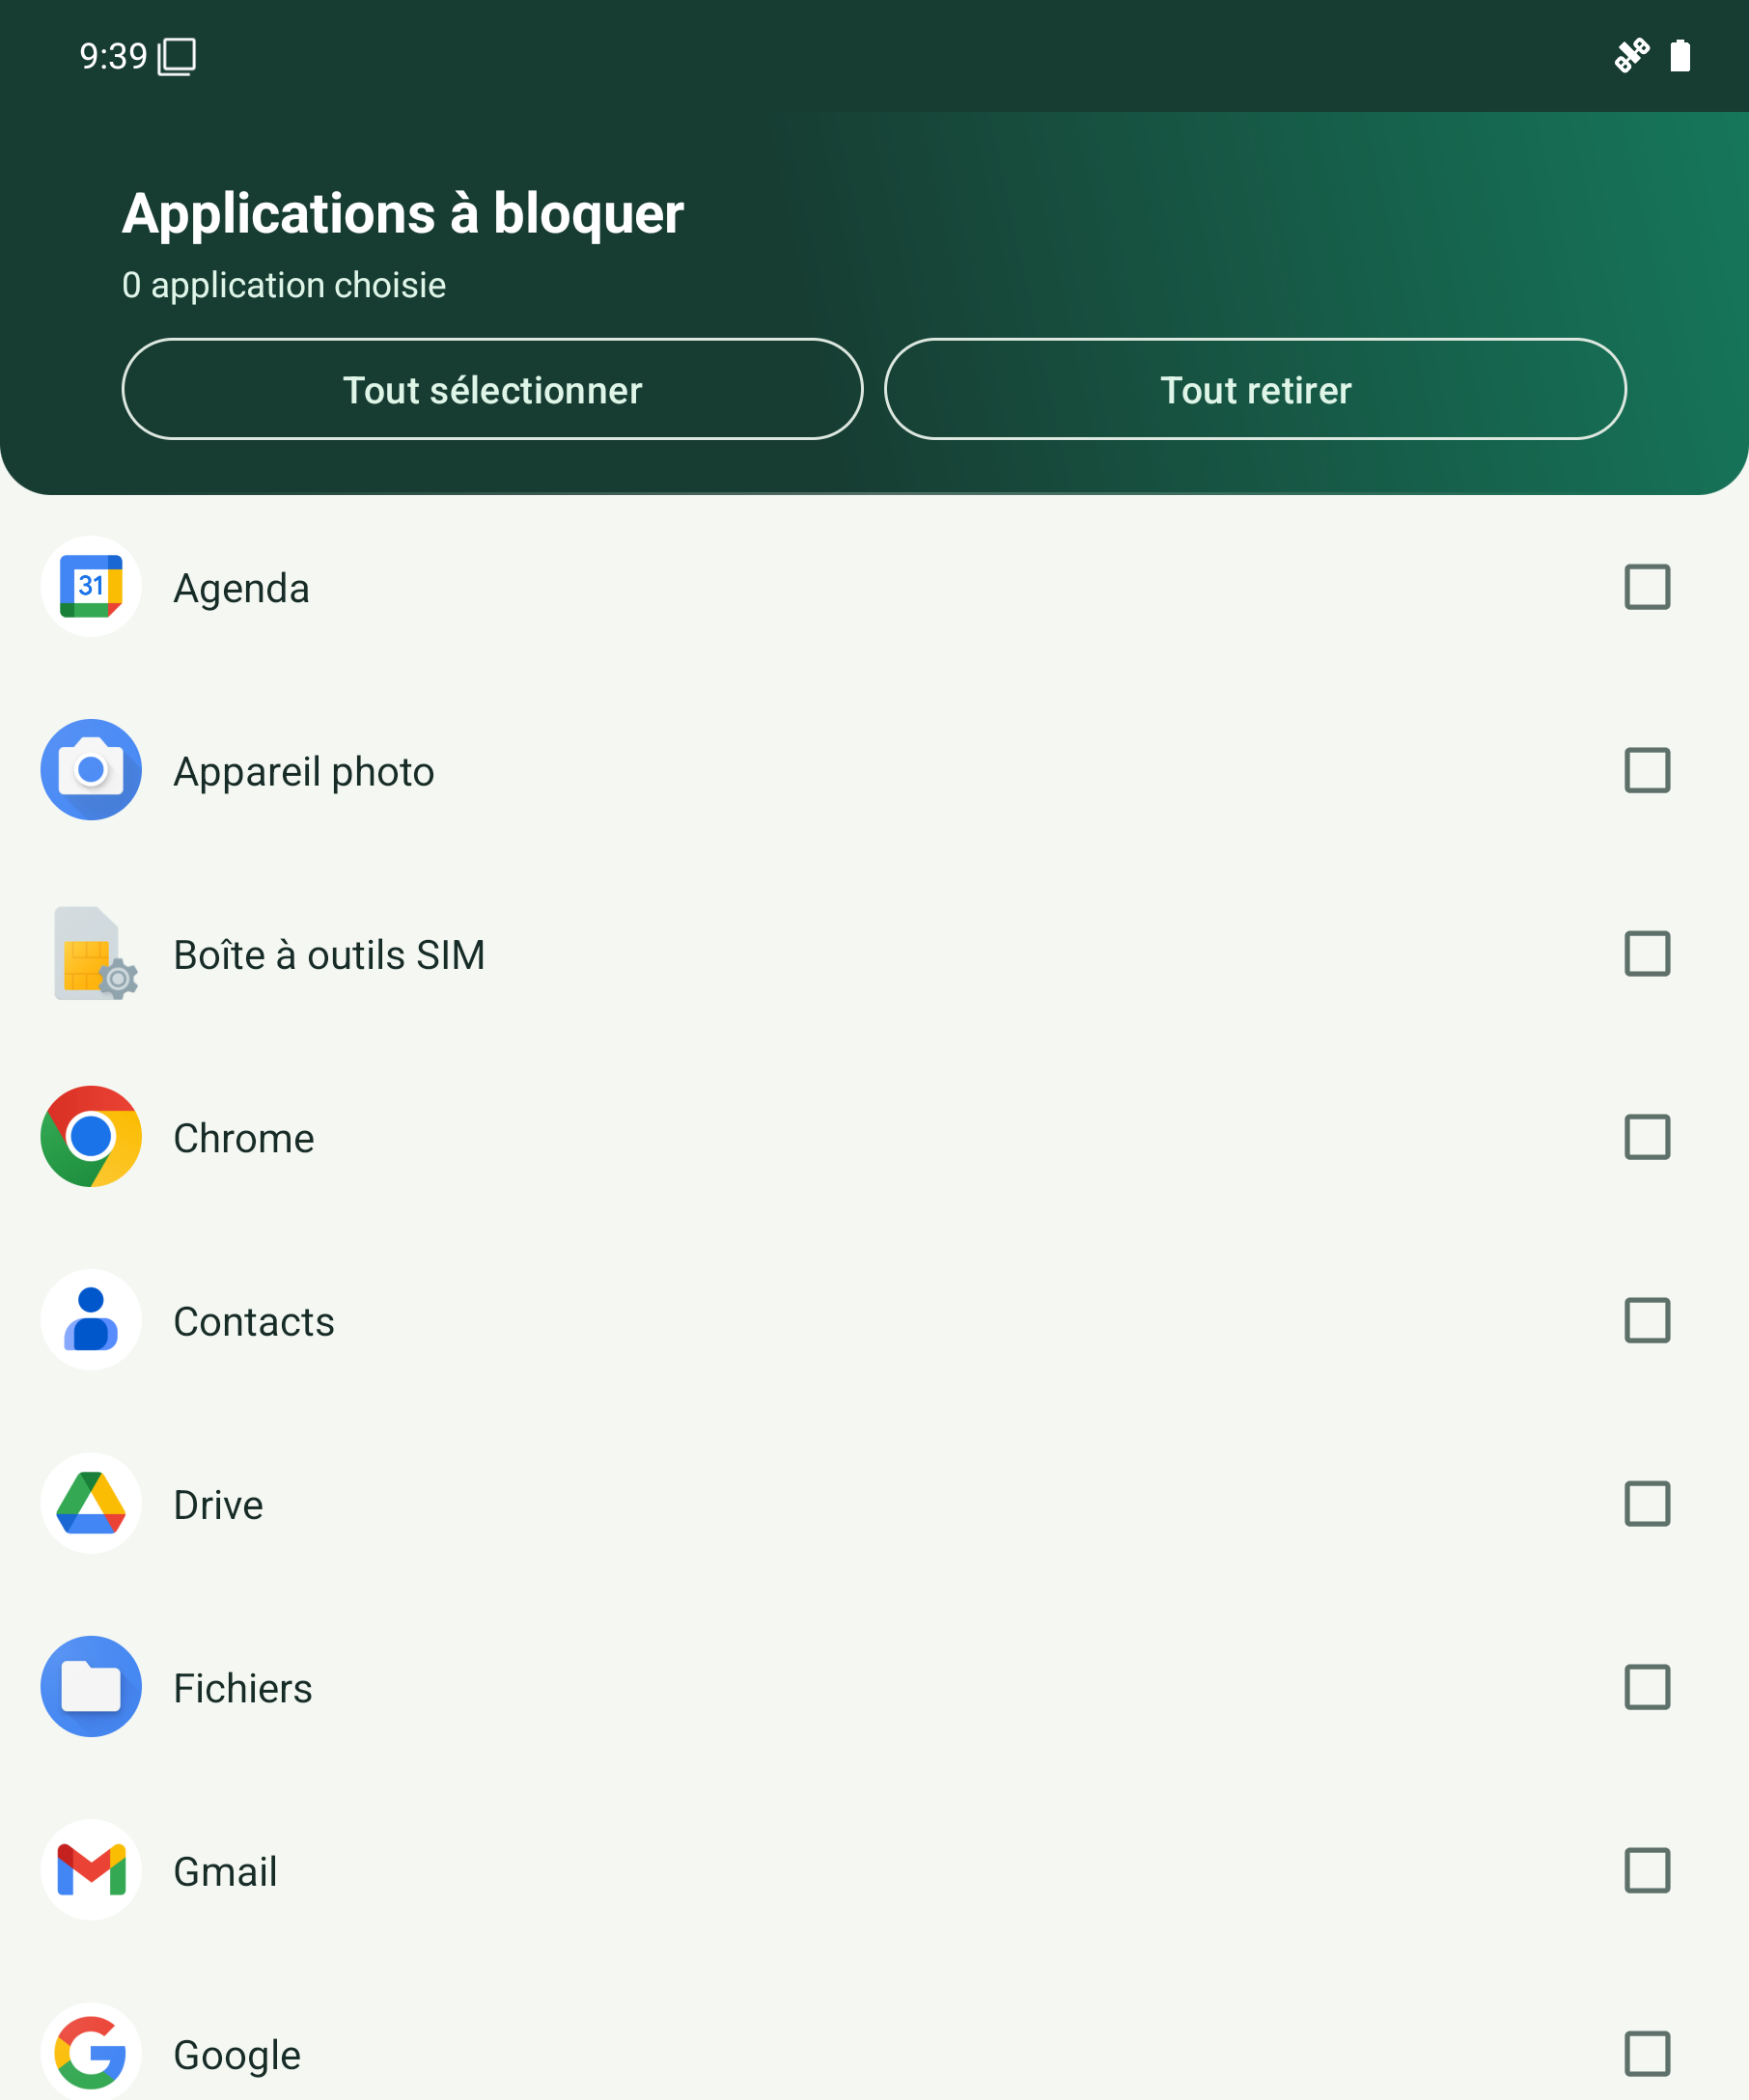 9:39
Applications à bloquer
0 application choisie
Tout sélectionner
Tout retirer
31
Agenda
Appareil photo
Boîte à outils SIM
Chrome
Contacts
Drive
Fichiers
Gmail
Google